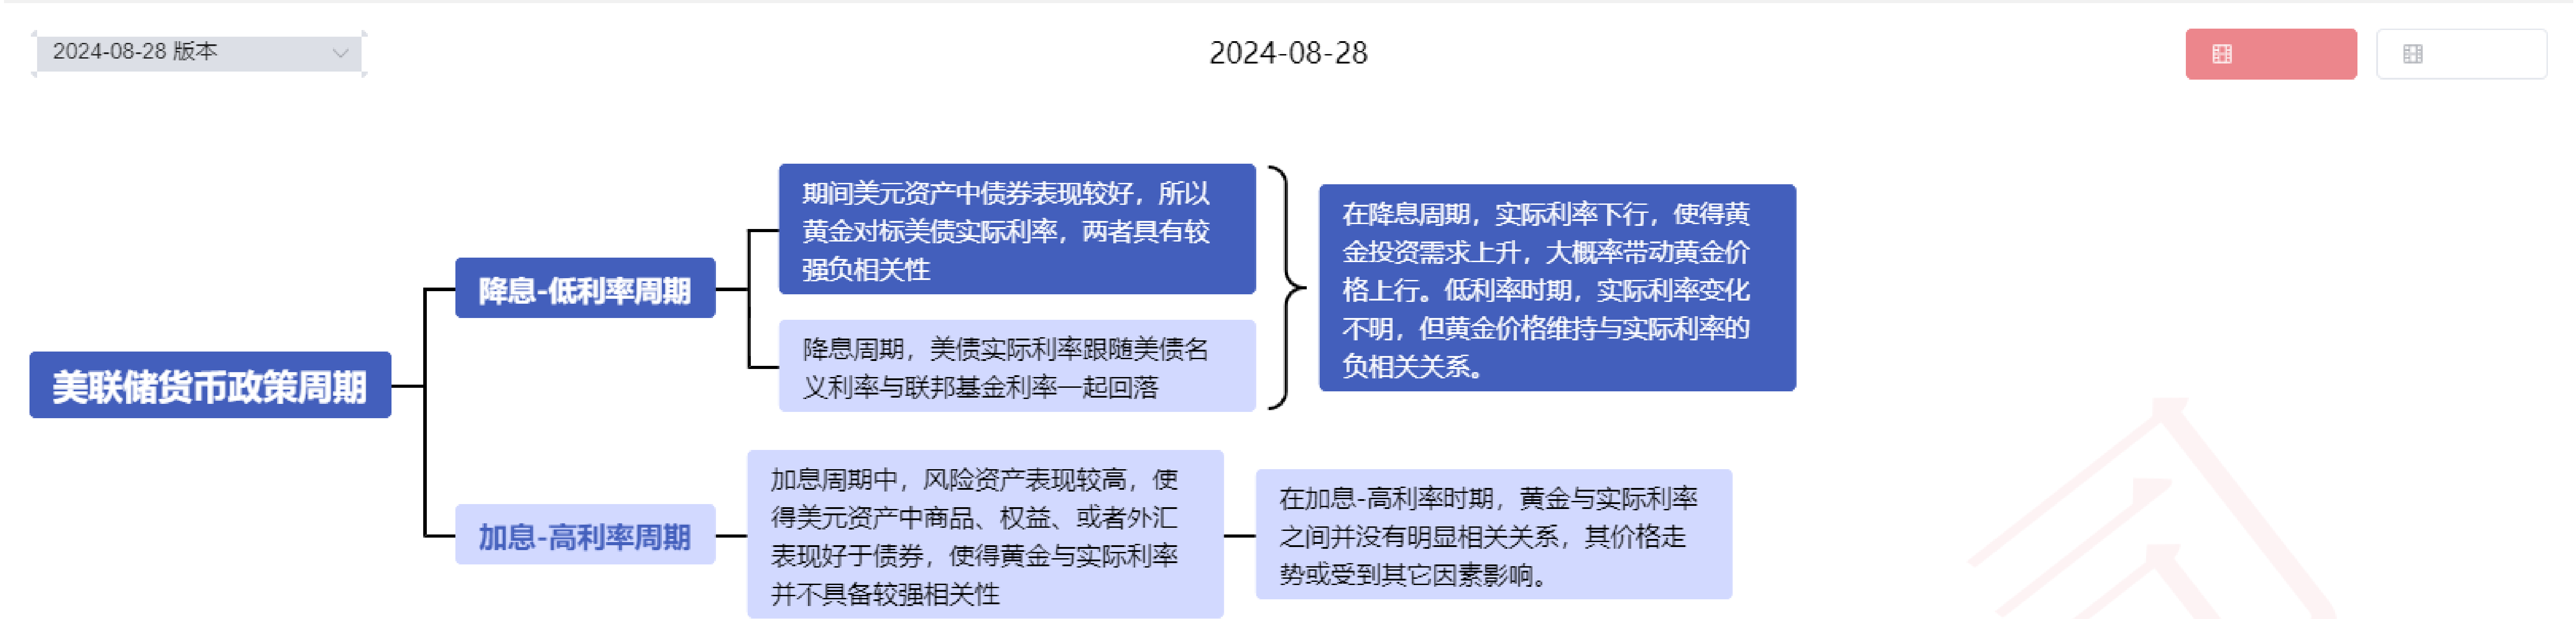 2024-08-28 版本
2024-08-28
美联储货币政策周期
降息-低利率周期
期间美元资产中债券表现较好，所以
黄金对标美债实际利率，两者具有较
强负相关性
降息周期，美债实际利率跟随美债名
义利率与联邦基金利率一起回落
在降息周期，实际利率下行，使得黄
金投资需求上升，大概率带动黄金价
格上行。低利率时期，实际利率变化
不明，但黄金价格维持与实际利率的
负相关关系。
加息-高利率周期
加息周期中，风险资产表现较高，使
得美元资产中商品、权益、或者外汇
表现好于债券，使得黄金与实际利率
并不具备较强相关性
在加息-高利率时期，黄金与实际利率
之间并没有明显相关关系，其价格走
势或受到其它因素影响。